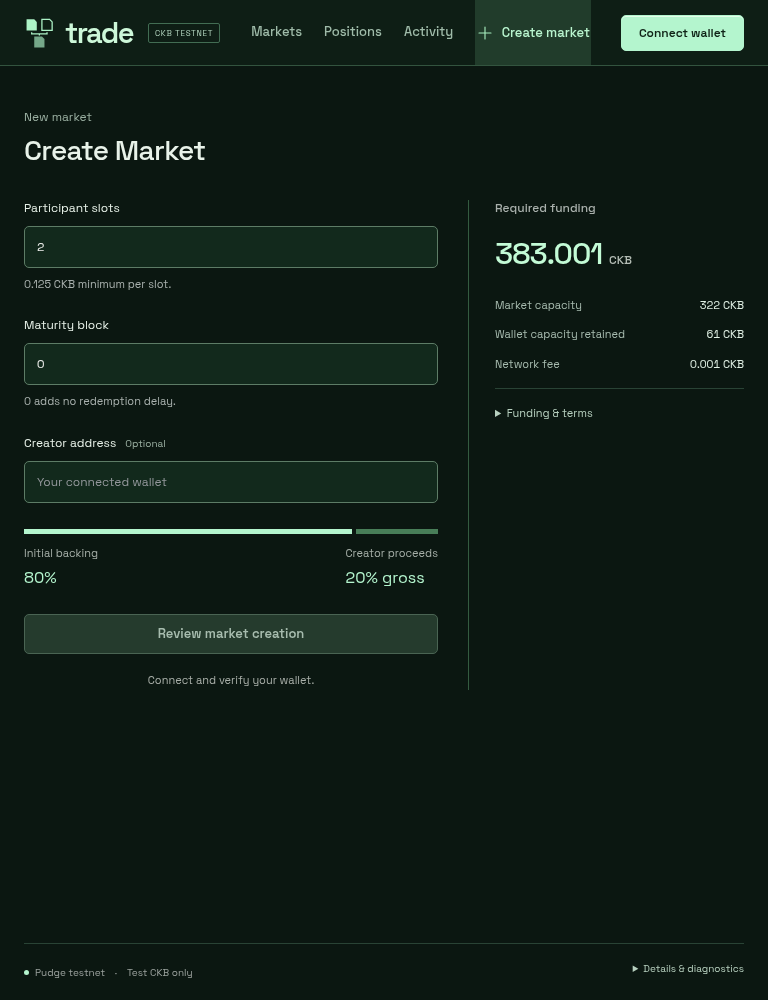 trade
CKB TESTNET
Markets
Positions
Activity
Create market
Connect wallet
New market
Create Market
Participant slots
2
0.125 CKB minimum per slot.
Maturity block
0
0 adds no redemption delay.
Creator address Optional
Your connected wallet
Initial backing
80%
Creator proceeds
20% gross
Review market creation
Connect and verify your wallet.
Required funding
383.001 CKB
Market capacity 322 CKB
Wallet capacity retained 61 CKB
Network fee 0.001 CKB
Funding & terms
Pudge testnet · Test CKB only
Details & diagnostics